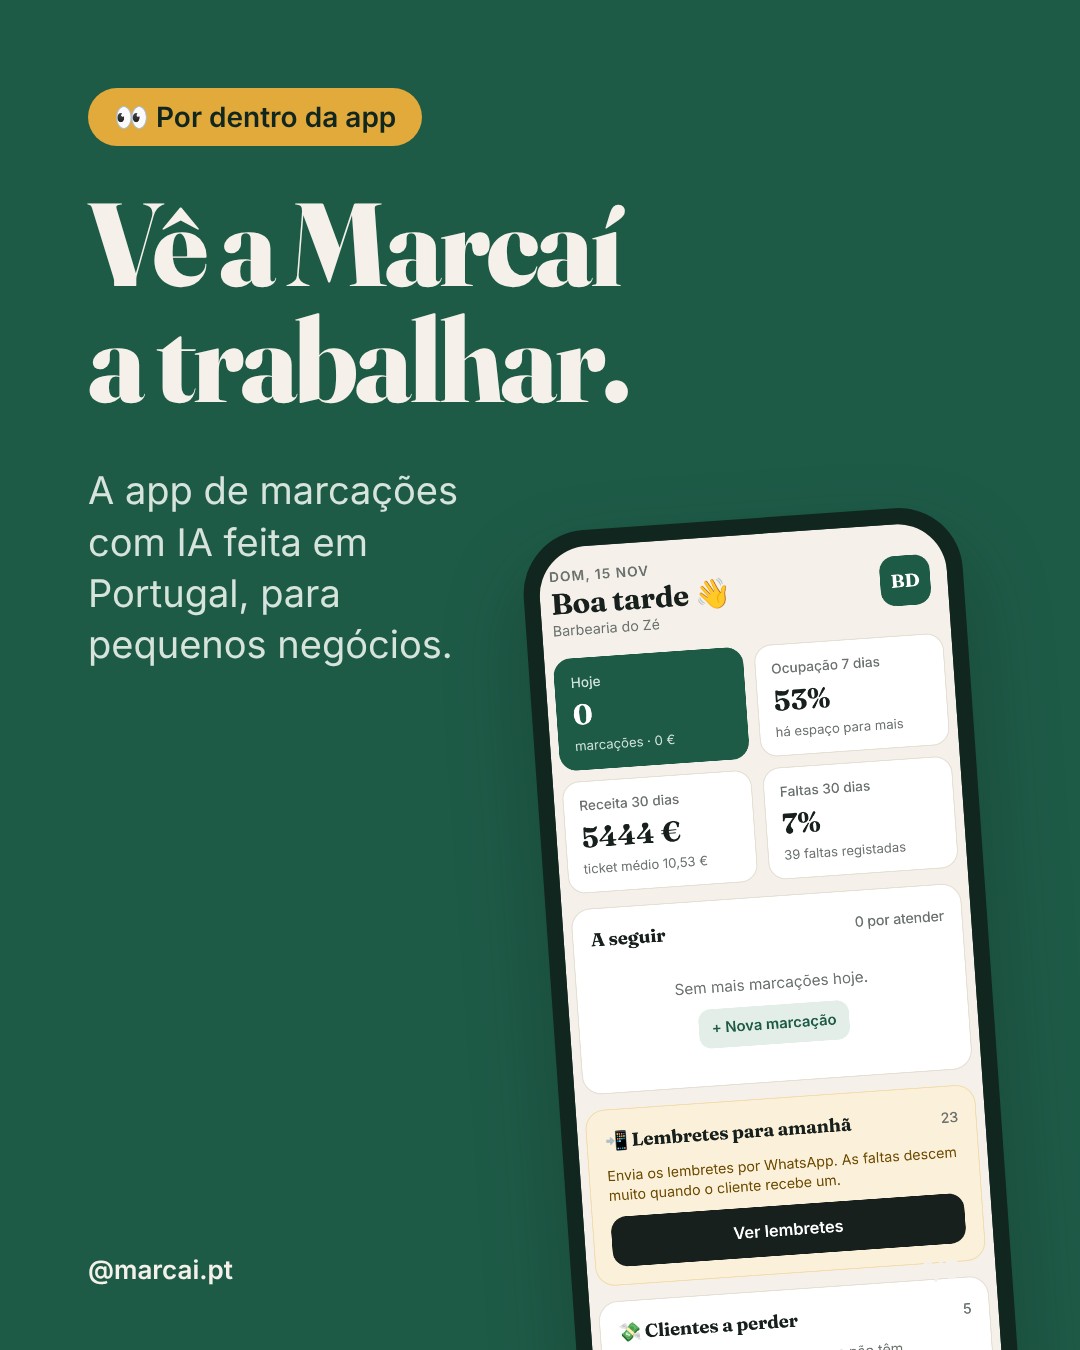 👀 Por dentro da app
Vê a Marcaí
a trabalhar.
A app de marcações
com IA feita em
Portugal, para
pequenos negócios.
DOM, 15 NOV
Boa tarde 👋
Barbearia do Zé
BD
Hoje
0
marcações · 0 €
Ocupação 7 dias
53%
há espaço para mais
Receita 30 dias
5444 €
ticket médio 10,53 €
Faltas 30 dias
7%
39 faltas registadas
A seguir
0 por atender
Sem mais marcações hoje.
+ Nova marcação
📲 Lembretes para amanhã
23
Envia os lembretes por WhatsApp. As faltas descem
muito quando o cliente recebe um.
Ver lembretes
💸 Clientes a perder
5
não têm
@marcai.pt